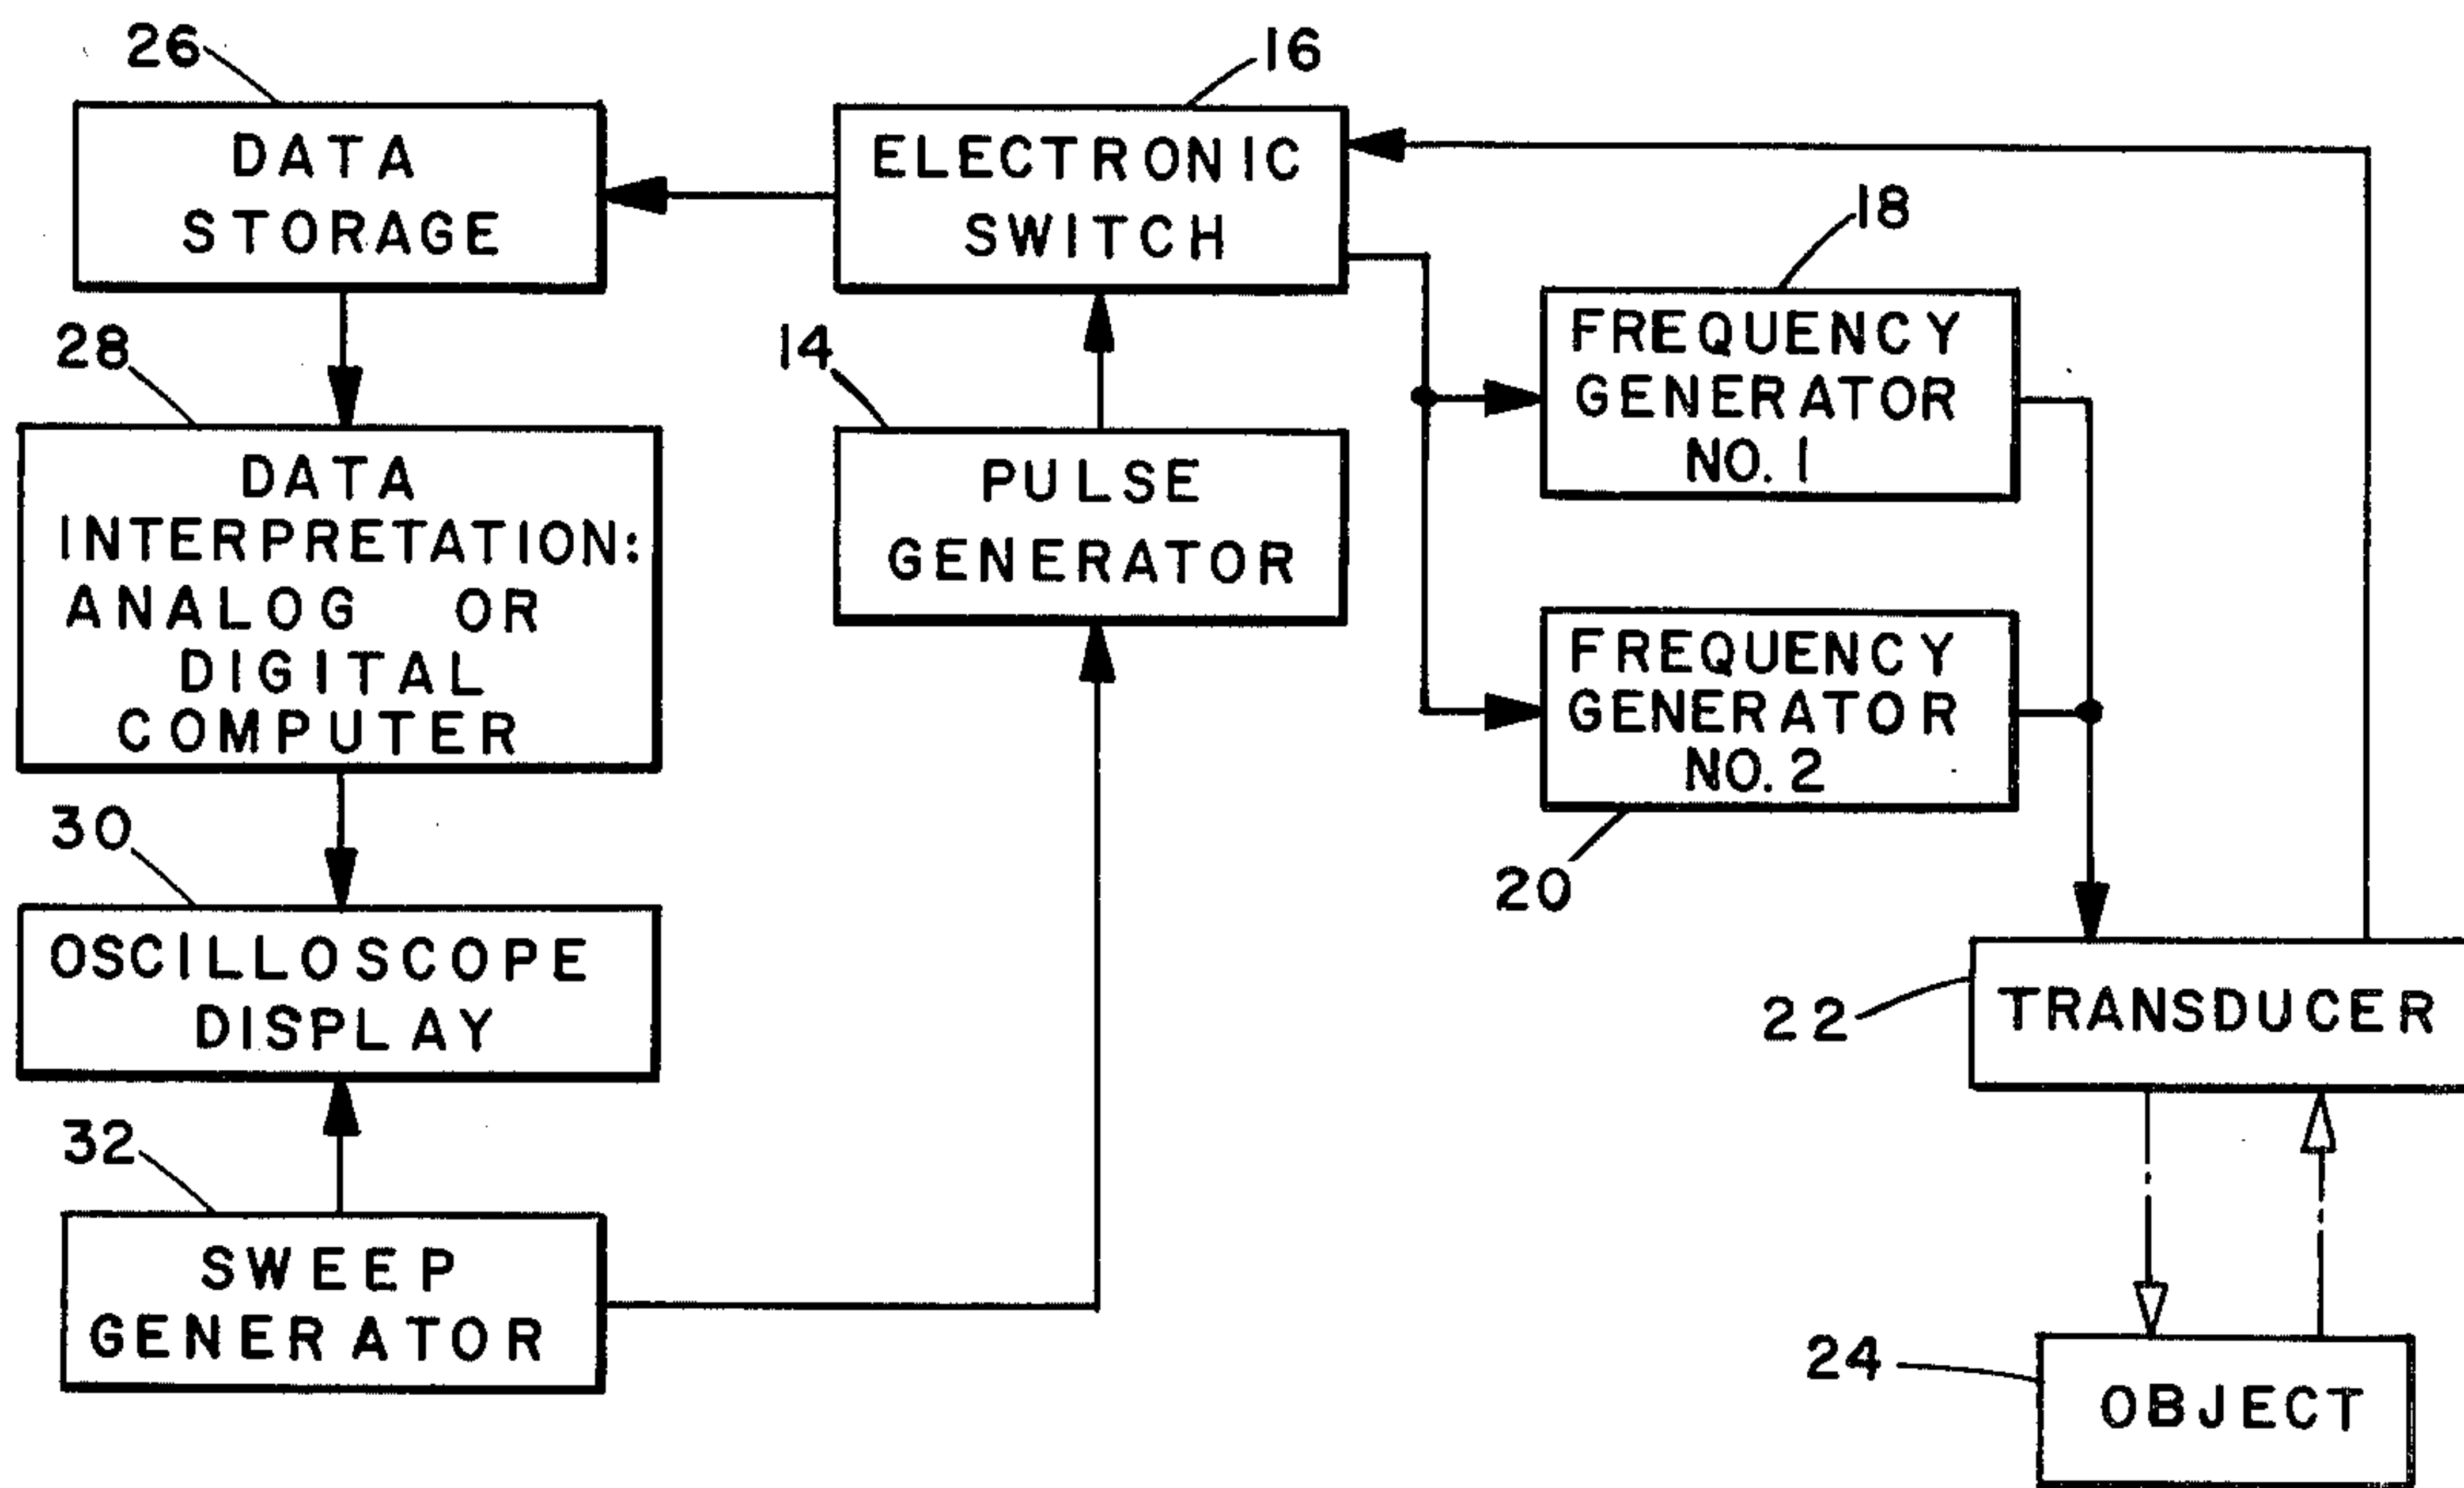 26
DATA
STORAGE
16
ELECTRONIC
SWITCH
18
FREQUENCY
GENERATOR
NO. 1
28
DATA
INTERPRETATION:
ANALOG OR
DIGITAL
COMPUTER
14
PULSE
GENERATOR
FREQUENCY
GENERATOR
NO. 2
20
30
OSCILLOSCOPE
DISPLAY
22
TRANSDUCER
32
SWEEP
GENERATOR
24
OBJECT